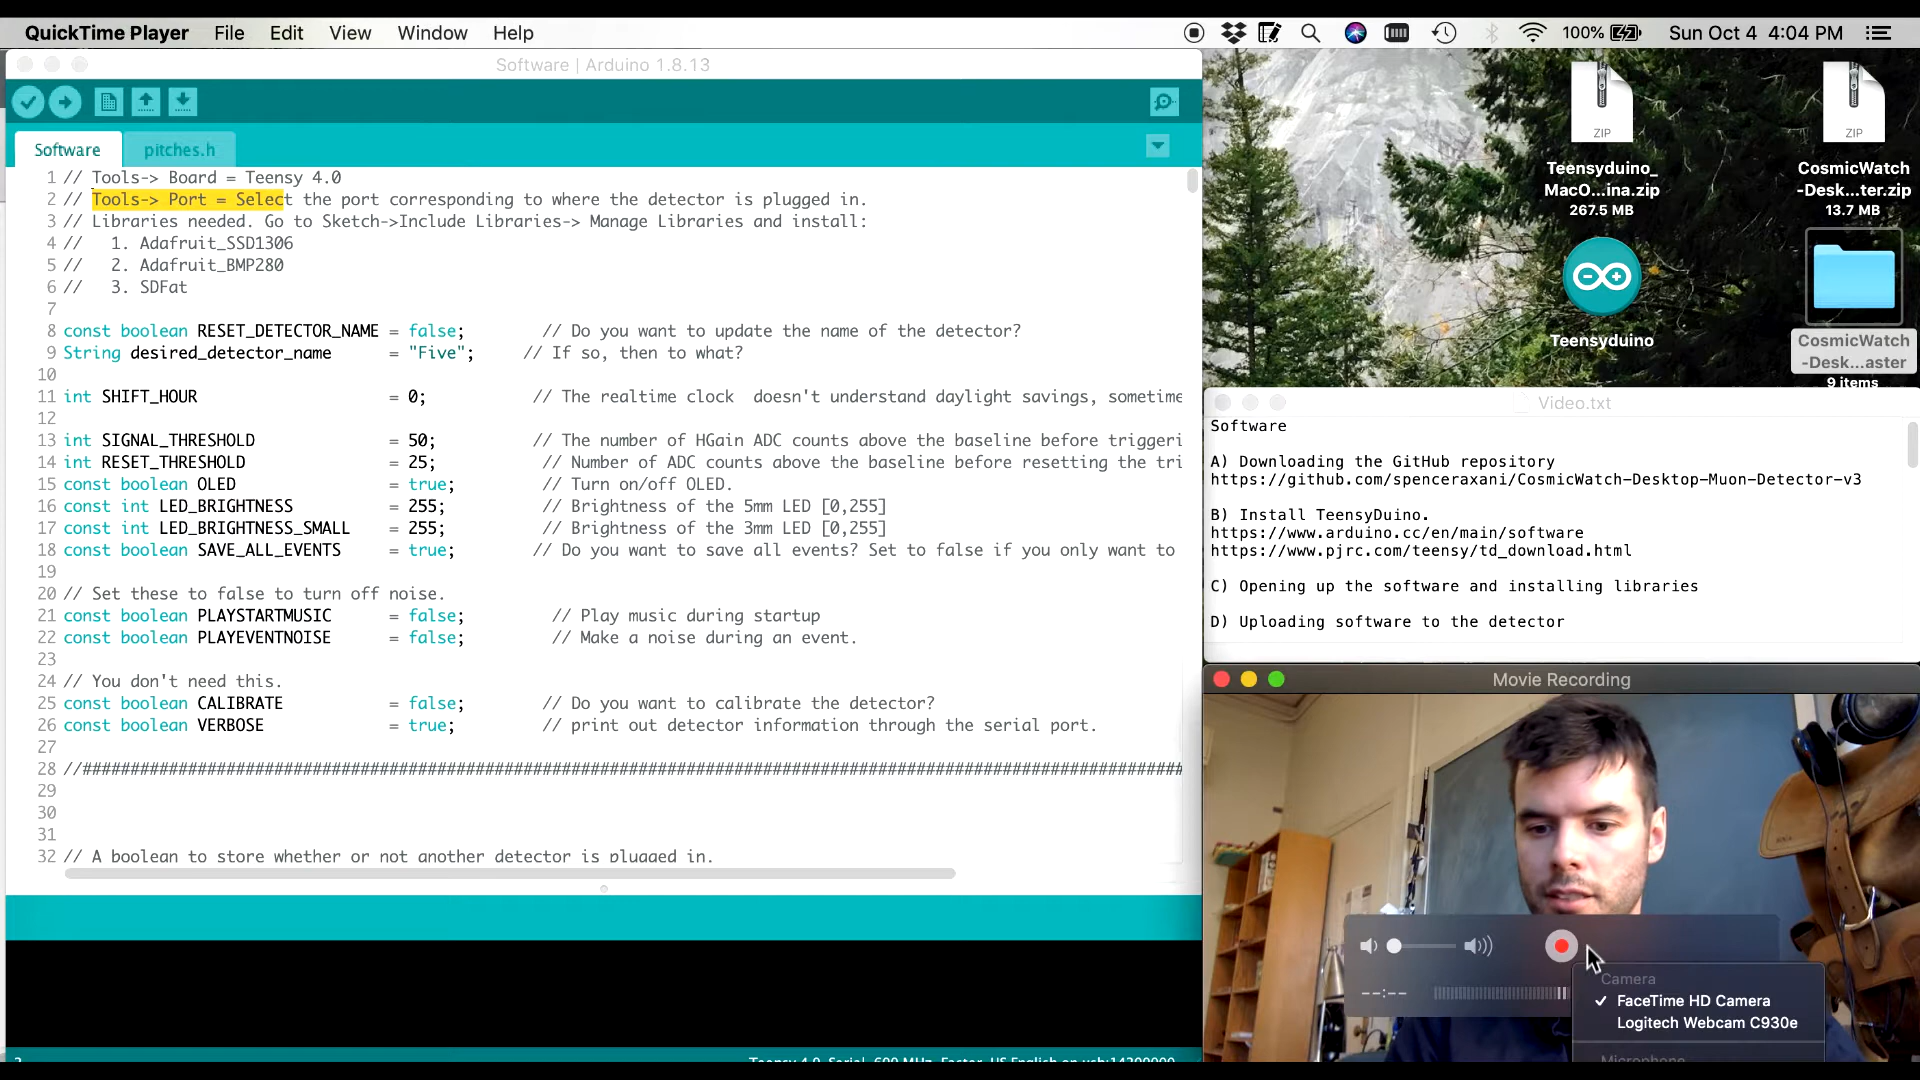 QuickTime Player File Edit View Window Help 100% Sun Oct 4 4:04 PM
Software | Arduino 1.8.13
Software pitches.h
1 // Tools-> Board = Teensy 4.0
2 // Tools-> Port = Select the port corresponding to where the detector is plugged in.
3 // Libraries needed. Go to Sketch->Include Libraries-> Manage Libraries and install:
4 // 1. Adafruit_SSD1306
5 // 2. Adafruit_BMP280
6 // 3. SDFat
7
8 const boolean RESET_DETECTOR_NAME = false; // Do you want to update the name of the detector?
9 String desired_detector_name = "Five"; // If so, then to what?
10
11 int SHIFT_HOUR = 0; // The realtime clock doesn't understand daylight savings, sometime
12
13 int SIGNAL_THRESHOLD = 50; // The number of HGain ADC counts above the baseline before triggeri
14 int RESET_THRESHOLD = 25; // Number of ADC counts above the baseline before resetting the tri
15 const boolean OLED = true; // Turn on/off OLED.
16 const int LED_BRIGHTNESS = 255; // Brightness of the 5mm LED [0,255]
17 const int LED_BRIGHTNESS_SMALL = 255; // Brightness of the 3mm LED [0,255]
18 const boolean SAVE_ALL_EVENTS = true; // Do you want to save all events? Set to false if you only want to
19
20 // Set these to false to turn off noise.
21 const boolean PLAYSTARTMUSIC = false; // Play music during startup
22 const boolean PLAYEVENTNOISE = false; // Make a noise during an event.
23
24 // You don't need this.
25 const boolean CALIBRATE = false; // Do you want to calibrate the detector?
26 const boolean VERBOSE = true; // print out detector information through the serial port.
27
28 //####################################################################################################################
29
30
31
32 // A boolean to store whether or not another detector is plugged in.
ZIP
Teensyduino_
MacO...ina.zip
267.5 MB
ZIP
CosmicWatch
-Desk...ter.zip
13.7 MB
Teensyduino
CosmicWatch
-Desk...aster
9 items
Video.txt
Software
A) Downloading the GitHub repository
https://github.com/spenceraxani/CosmicWatch-Desktop-Muon-Detector-v3
B) Install TeensyDuino.
https://www.arduino.cc/en/main/software
https://www.pjrc.com/teensy/td_download.html
C) Opening up the software and installing libraries
D) Uploading software to the detector
Movie Recording
--:--
Camera
✓ FaceTime HD Camera
Logitech Webcam C930e
Microphone
Teensy 4.0, Serial, 600 MHz, Faster, US English on